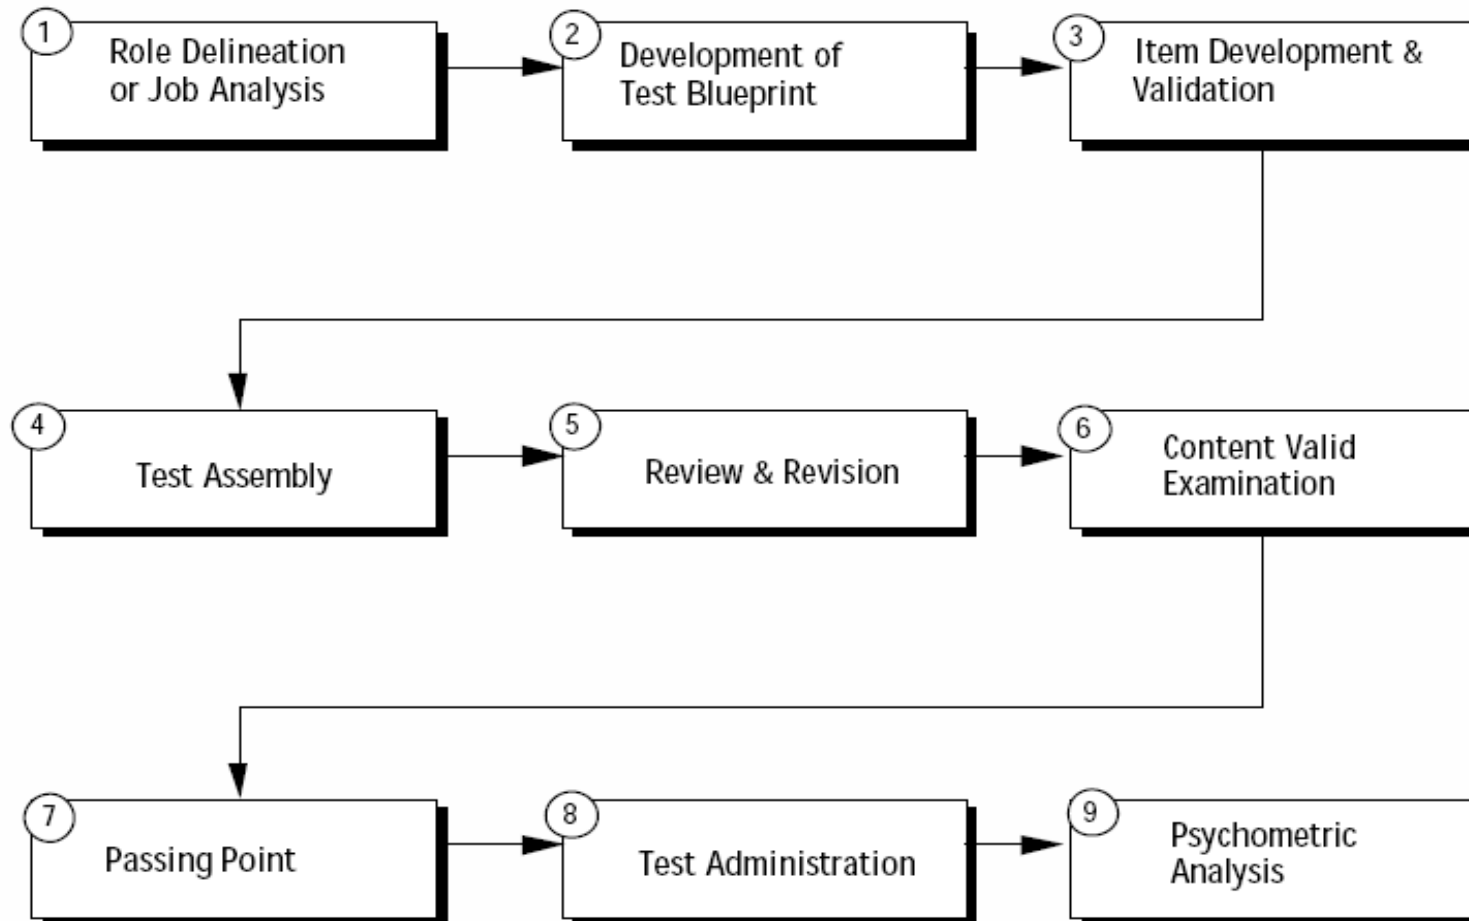 1
Role Delineation
or Job Analysis
2
Development of
Test Blueprint
3
Item Development &
Validation
4
Test Assembly
5
Review & Revision
6
Content Valid
Examination
7
Passing Point
8
Test Administration
9
Psychometric
Analysis